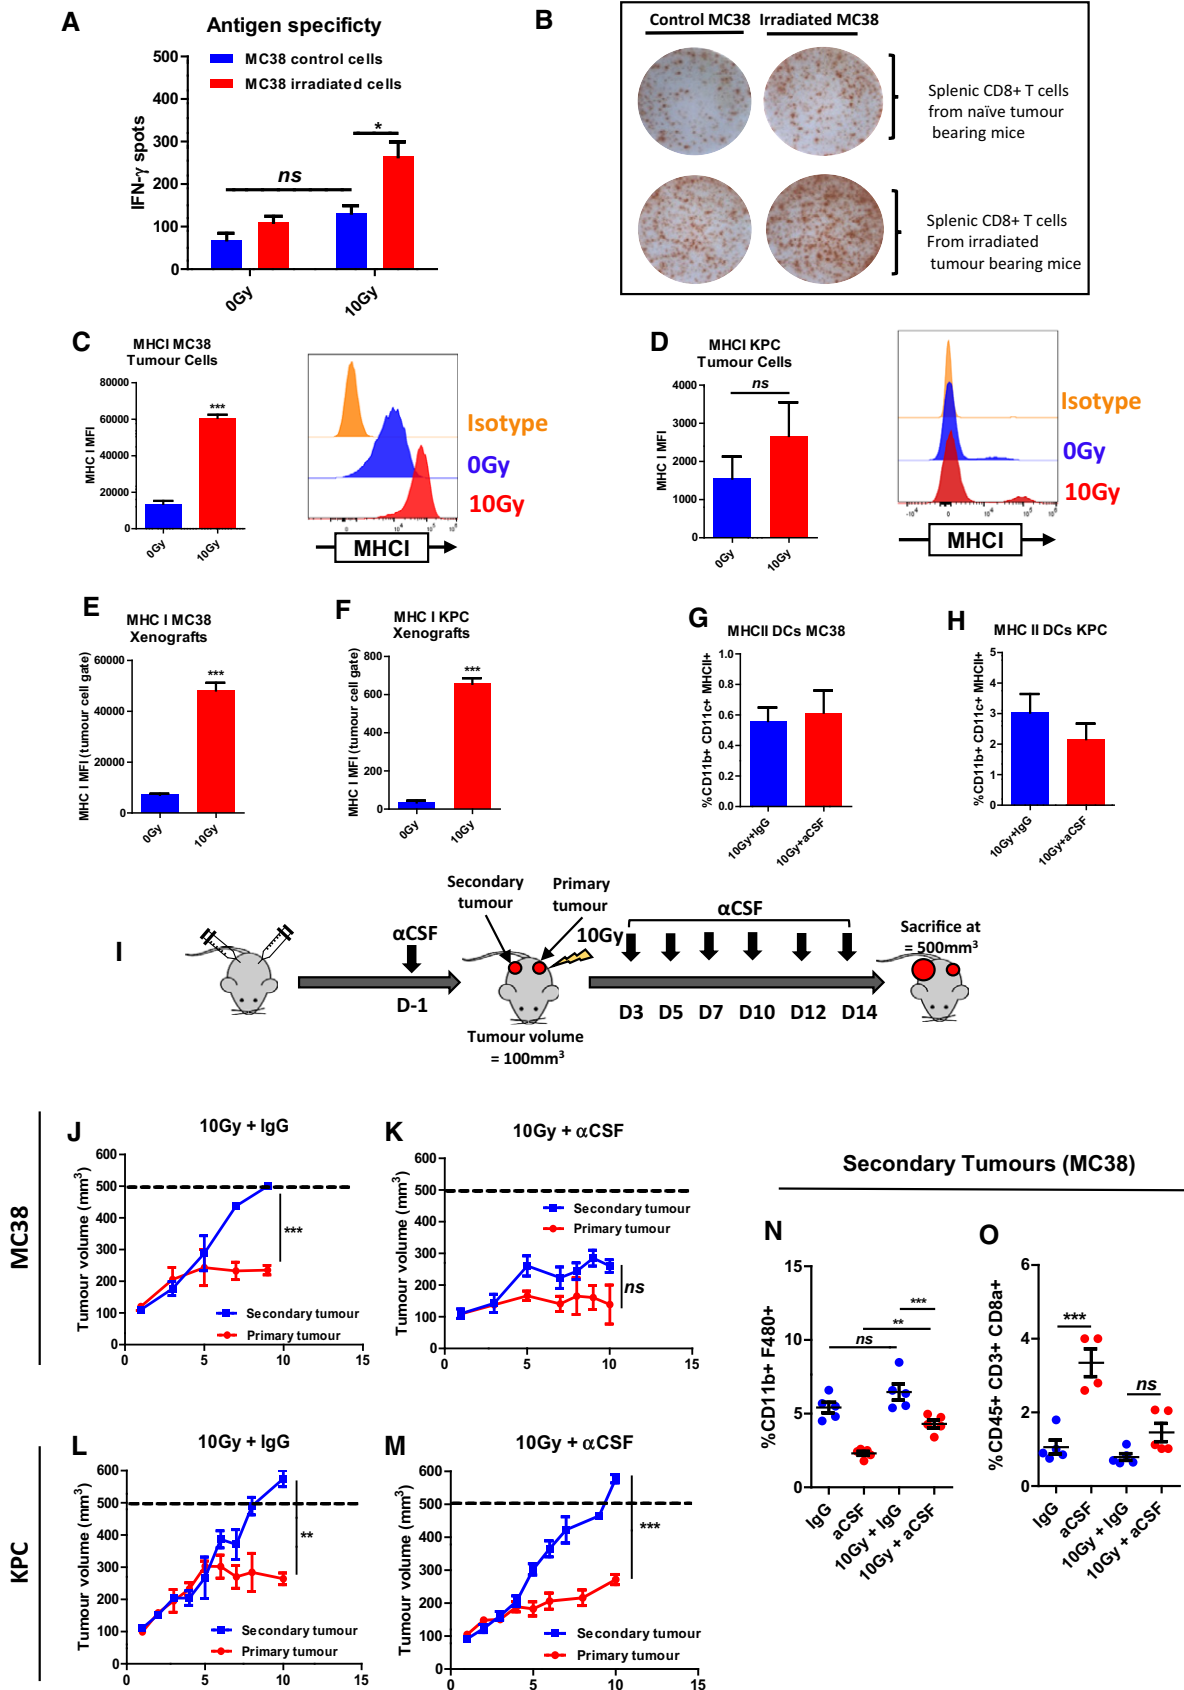 A
Antigen specificty
MC38 control cells
MC38 irradiated cells
IFN-γ spots
500
400
300
200
100
0
ns
*
0Gy
10Gy
B
Control MC38
Irradiated MC38
Splenic CD8+ T cells
from naïve tumour
bearing mice
Splenic CD8+ T cells
From irradiated
tumour bearing mice
C
MHCI MC38
Tumour Cells
MHC I MFI
80000
60000
40000
20000
0
***
0Gy
10Gy
Isotype
0Gy
10Gy
0 10⁴ 10⁵
MHCI
D
MHCI KPC
Tumour Cells
MHC I MFI
4000
3000
2000
1000
0
ns
0Gy
10Gy
Isotype
0Gy
10Gy
-10⁴ 0 10⁴ 10⁵ 10⁶
MHCI
E
MHC I MC38
Xenografts
MHC I MFI (tumour cell gate)
60000
40000
20000
0
***
0Gy
10Gy
F
MHC I KPC
Xenografts
MHC I MFI (tumour cell gate)
800
600
400
200
0
***
0Gy
10Gy
G
MHCII DCs MC38
%CD11b+ CD11c+ MHCII+
1.0
0.8
0.6
0.4
0.2
0.0
10Gy+IgG
10Gy+aCSF
H
MHC II DCs KPC
%CD11b+ CD11c+ MHCII+
5
4
3
2
1
0
10Gy+IgG
10Gy+aCSF
I
αCSF
D-1
Secondary
tumour
Primary
tumour
10Gy
Tumour volume
= 100mm³
αCSF
D3 D5 D7 D10 D12 D14
Sacrifice at
= 500mm³
MC38
J
10Gy + IgG
Tumour volume (mm³)
600
500
400
300
200
100
0
***
Secondary tumour
Primary tumour
0 5 10 15
K
10Gy + αCSF
Tumour volume (mm³)
600
500
400
300
200
100
0
Secondary tumour
Primary tumour
ns
0 5 10 15
KPC
L
10Gy + IgG
Tumour volume (mm³)
600
500
400
300
200
100
0
**
Secondary tumour
Primary tumour
0 5 10 15
M
10Gy + αCSF
Tumour volume (mm³)
600
500
400
300
200
100
0
***
Secondary tumour
Primary tumour
0 5 10 15
Secondary Tumours (MC38)
N
%CD11b+ F480+
15
10
5
0
ns
***
**
IgG
aCSF
10Gy + IgG
10Gy + aCSF
O
%CD45+ CD3+ CD8a+
6
4
2
0
***
ns
IgG
aCSF
10Gy + IgG
10Gy + aCSF